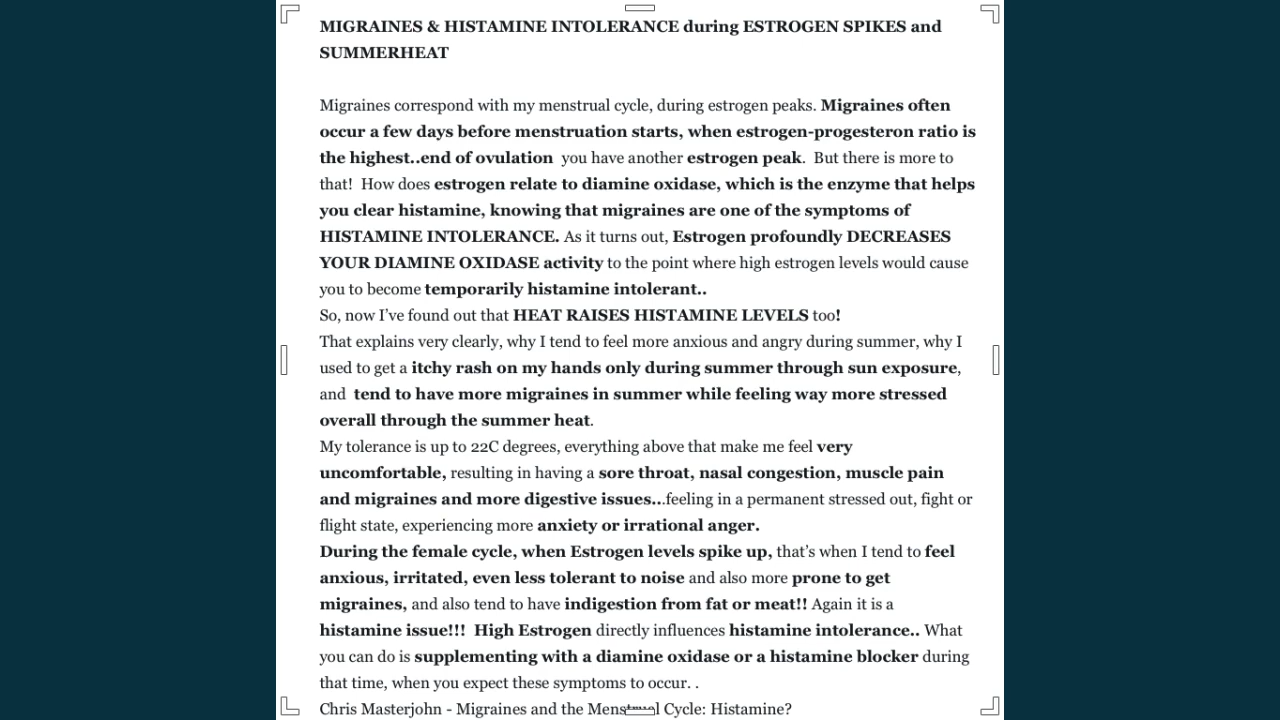 MIGRAINES & HISTAMINE INTOLERANCE during ESTROGEN SPIKES and
SUMMERHEAT
Migraines correspond with my menstrual cycle, during estrogen peaks. Migraines often
occur a few days before menstruation starts, when estrogen-progesteron ratio is
the highest..end of ovulation  you have another estrogen peak.  But there is more to
that!  How does estrogen relate to diamine oxidase, which is the enzyme that helps
you clear histamine, knowing that migraines are one of the symptoms of
HISTAMINE INTOLERANCE. As it turns out, Estrogen profoundly DECREASES
YOUR DIAMINE OXIDASE activity to the point where high estrogen levels would cause
you to become temporarily histamine intolerant..
So, now I’ve found out that HEAT RAISES HISTAMINE LEVELS too!
That explains very clearly, why I tend to feel more anxious and angry during summer, why I
used to get a itchy rash on my hands only during summer through sun exposure,
and  tend to have more migraines in summer while feeling way more stressed
overall through the summer heat.
My tolerance is up to 22C degrees, everything above that make me feel very
uncomfortable, resulting in having a sore throat, nasal congestion, muscle pain
and migraines and more digestive issues…feeling in a permanent stressed out, fight or
flight state, experiencing more anxiety or irrational anger.
During the female cycle, when Estrogen levels spike up, that’s when I tend to feel
anxious, irritated, even less tolerant to noise and also more prone to get
migraines, and also tend to have indigestion from fat or meat!! Again it is a
histamine issue!!!  High Estrogen directly influences histamine intolerance.. What
you can do is supplementing with a diamine oxidase or a histamine blocker during
that time, when you expect these symptoms to occur. .
Chris Masterjohn - Migraines and the Menstrual Cycle: Histamine?